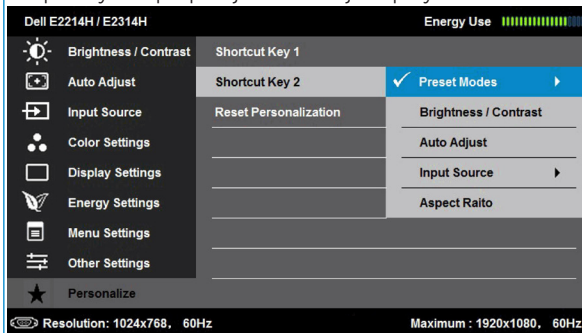 Dell E2214H / E2314H
Energy Use
Brightness / Contrast
Shortcut Key 1
Auto Adjust
Shortcut Key 2
Preset Modes
Input Source
Reset Personalization
Brightness / Contrast
Color Settings
Auto Adjust
Display Settings
Input Source
Energy Settings
Aspect Raito
Menu Settings
Other Settings
Personalize
Resolution: 1024x768, 60Hz
Maximum : 1920x1080, 60Hz